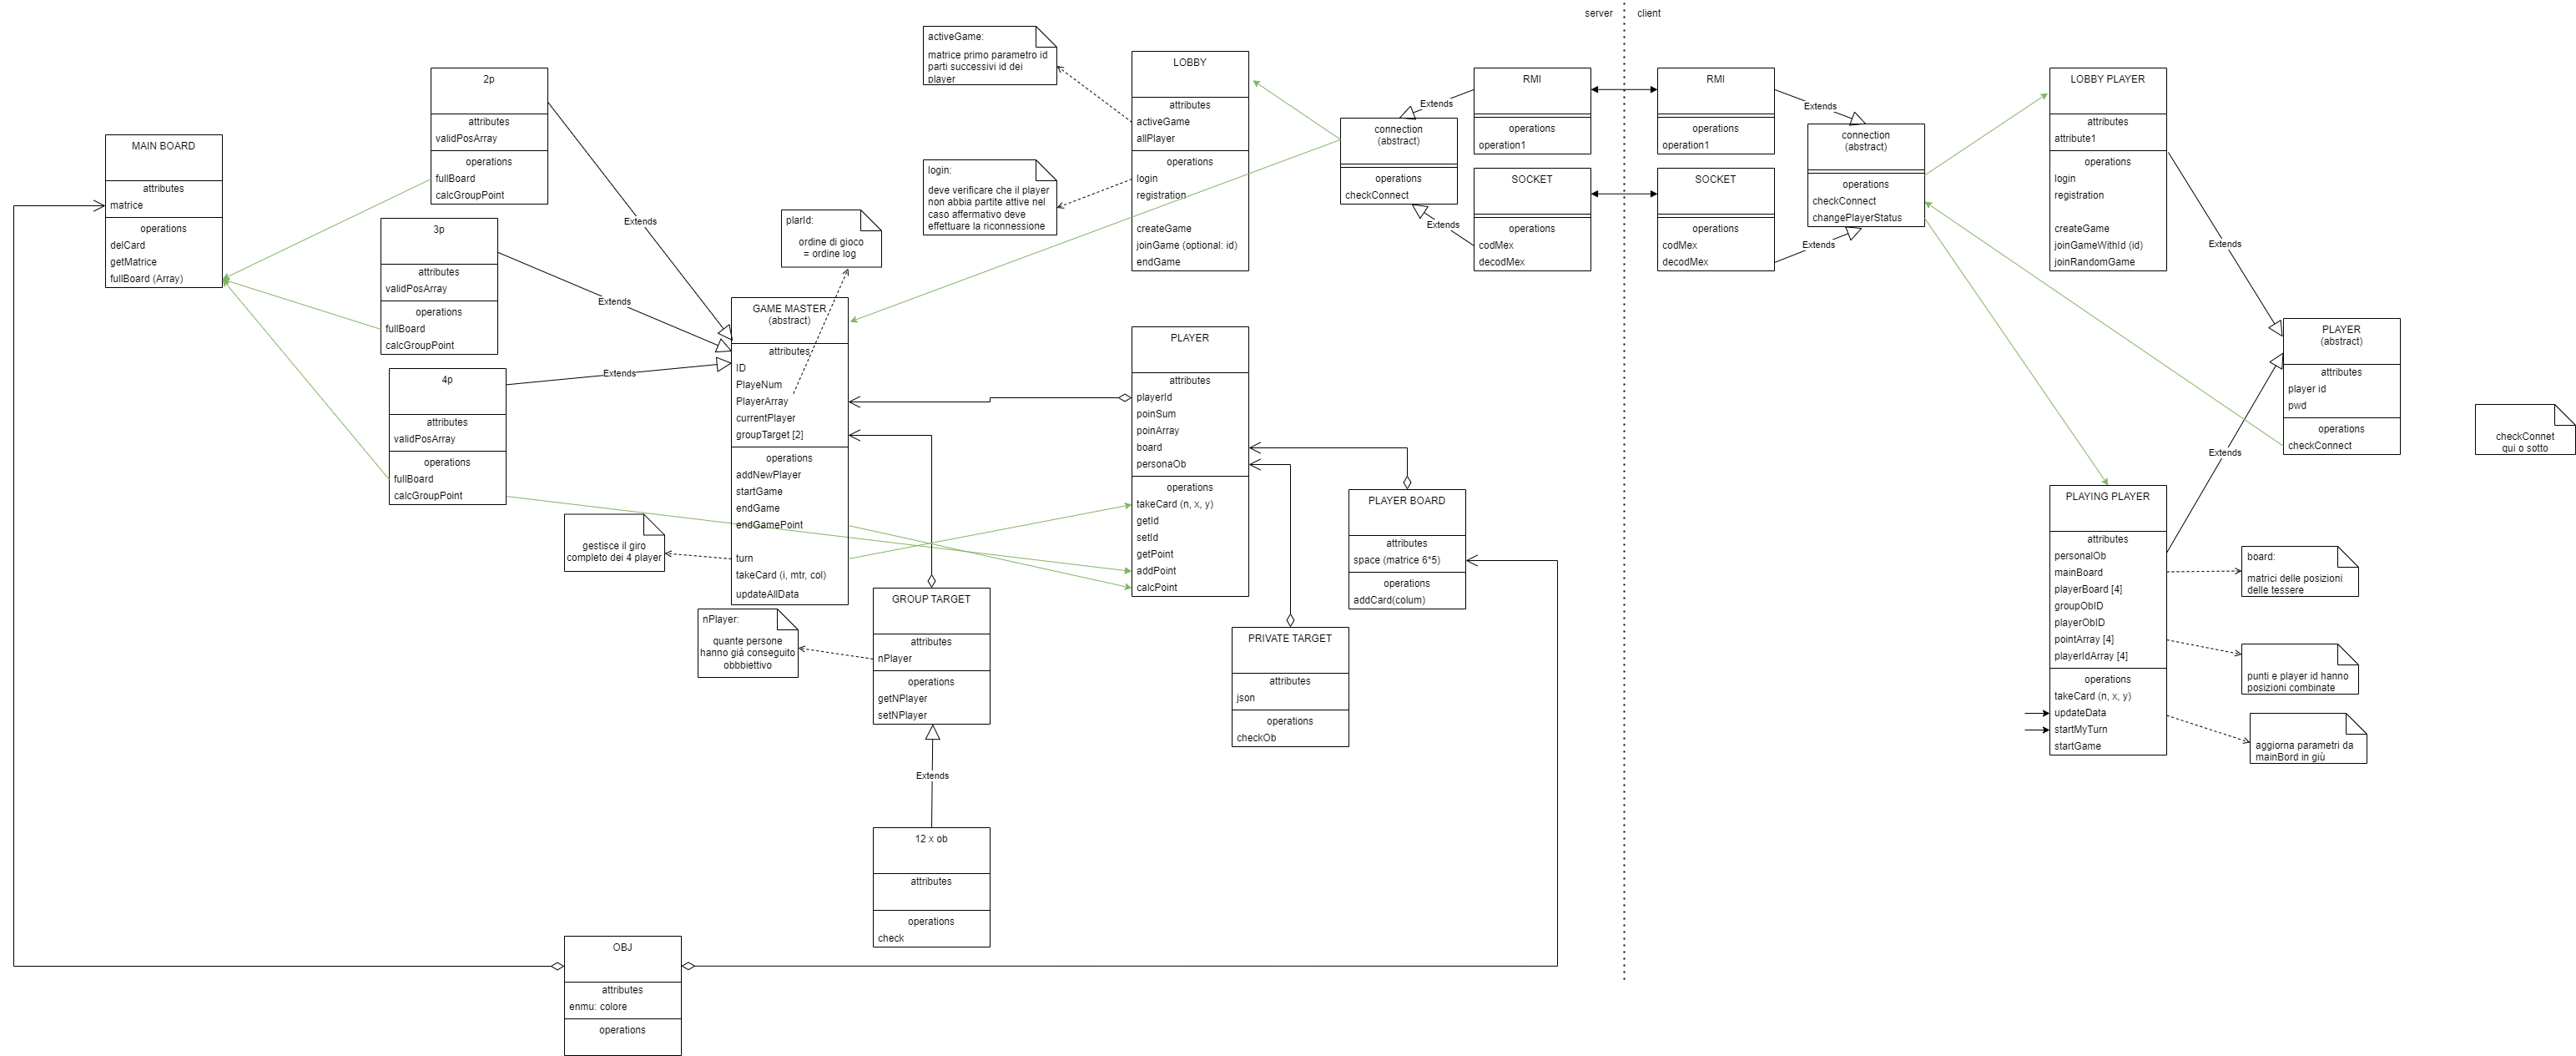 server
client
activeGame:
matrice primo parametro id
parti successivi id dei
player
login:
deve verificare che il player
non abbia partite attive nel
caso affermativo deve
effettuare la riconnessione
plarId:
ordine di gioco
= ordine log
MAIN BOARD
attributes
matrice
operations
delCard
getMatrice
fullBoard (Array)
2p
attributes
validPosArray
operations
fullBoard
calcGroupPoint
3p
attributes
validPosArray
operations
fullBoard
calcGroupPoint
4p
attributes
validPosArray
operations
fullBoard
calcGroupPoint
Extends
Extends
Extends
GAME MASTER
(abstract)
attributes
ID
PlayeNum
PlayerArray
currentPlayer
groupTarget [2]
operations
addNewPlayer
startGame
endGame
endGamePoint
turn
takeCard (i, mtr, col)
updateAllData
gestisce il giro
completo dei 4 player
nPlayer:
quante persone
hanno giá conseguito
obbbiettivo
GROUP TARGET
attributes
nPlayer
operations
getNPlayer
setNPlayer
Extends
12 x ob
attributes
operations
check
OBJ
attributes
enmu: colore
operations
LOBBY
attributes
activeGame
allPlayer
operations
login
registration
createGame
joinGame (optional: id)
endGame
PLAYER
attributes
playerId
poinSum
poinArray
board
personaOb
operations
takeCard (n, x, y)
getId
setId
getPoint
addPoint
calcPoint
PLAYER BOARD
attributes
space (matrice 6*5)
operations
addCard(colum)
PRIVATE TARGET
attributes
json
operations
checkOb
connection
(abstract)
operations
checkConnect
Extends
Extends
RMI
operations
operation1
SOCKET
operations
codMex
decodMex
RMI
operations
operation1
SOCKET
operations
codMex
decodMex
Extends
Extends
connection
(abstract)
operations
checkConnect
changePlayerStatus
LOBBY PLAYER
attributes
attribute1
operations
login
registration
createGame
joinGameWithId (id)
joinRandomGame
Extends
Extends
PLAYER
(abstract)
attributes
player id
pwd
operations
checkConnect
checkConnet
qui o sotto
PLAYING PLAYER
attributes
personalOb
mainBoard
playerBoard [4]
groupObID
playerObID
pointArray [4]
playerIdArray [4]
operations
takeCard (n, x, y)
updateData
startMyTurn
startGame
board:
matrici delle posizioni
delle tessere
punti e player id hanno
posizioni combinate
aggiorna parametri da
mainBord in giù